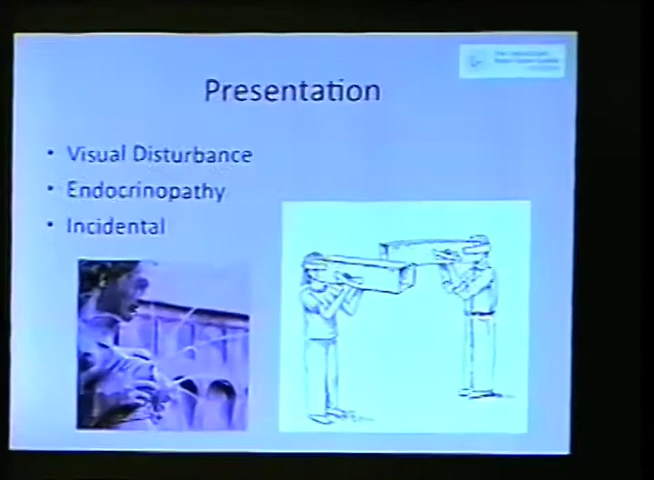 Presentation
• Visual Disturbance
• Endocrinopathy
• Incidental